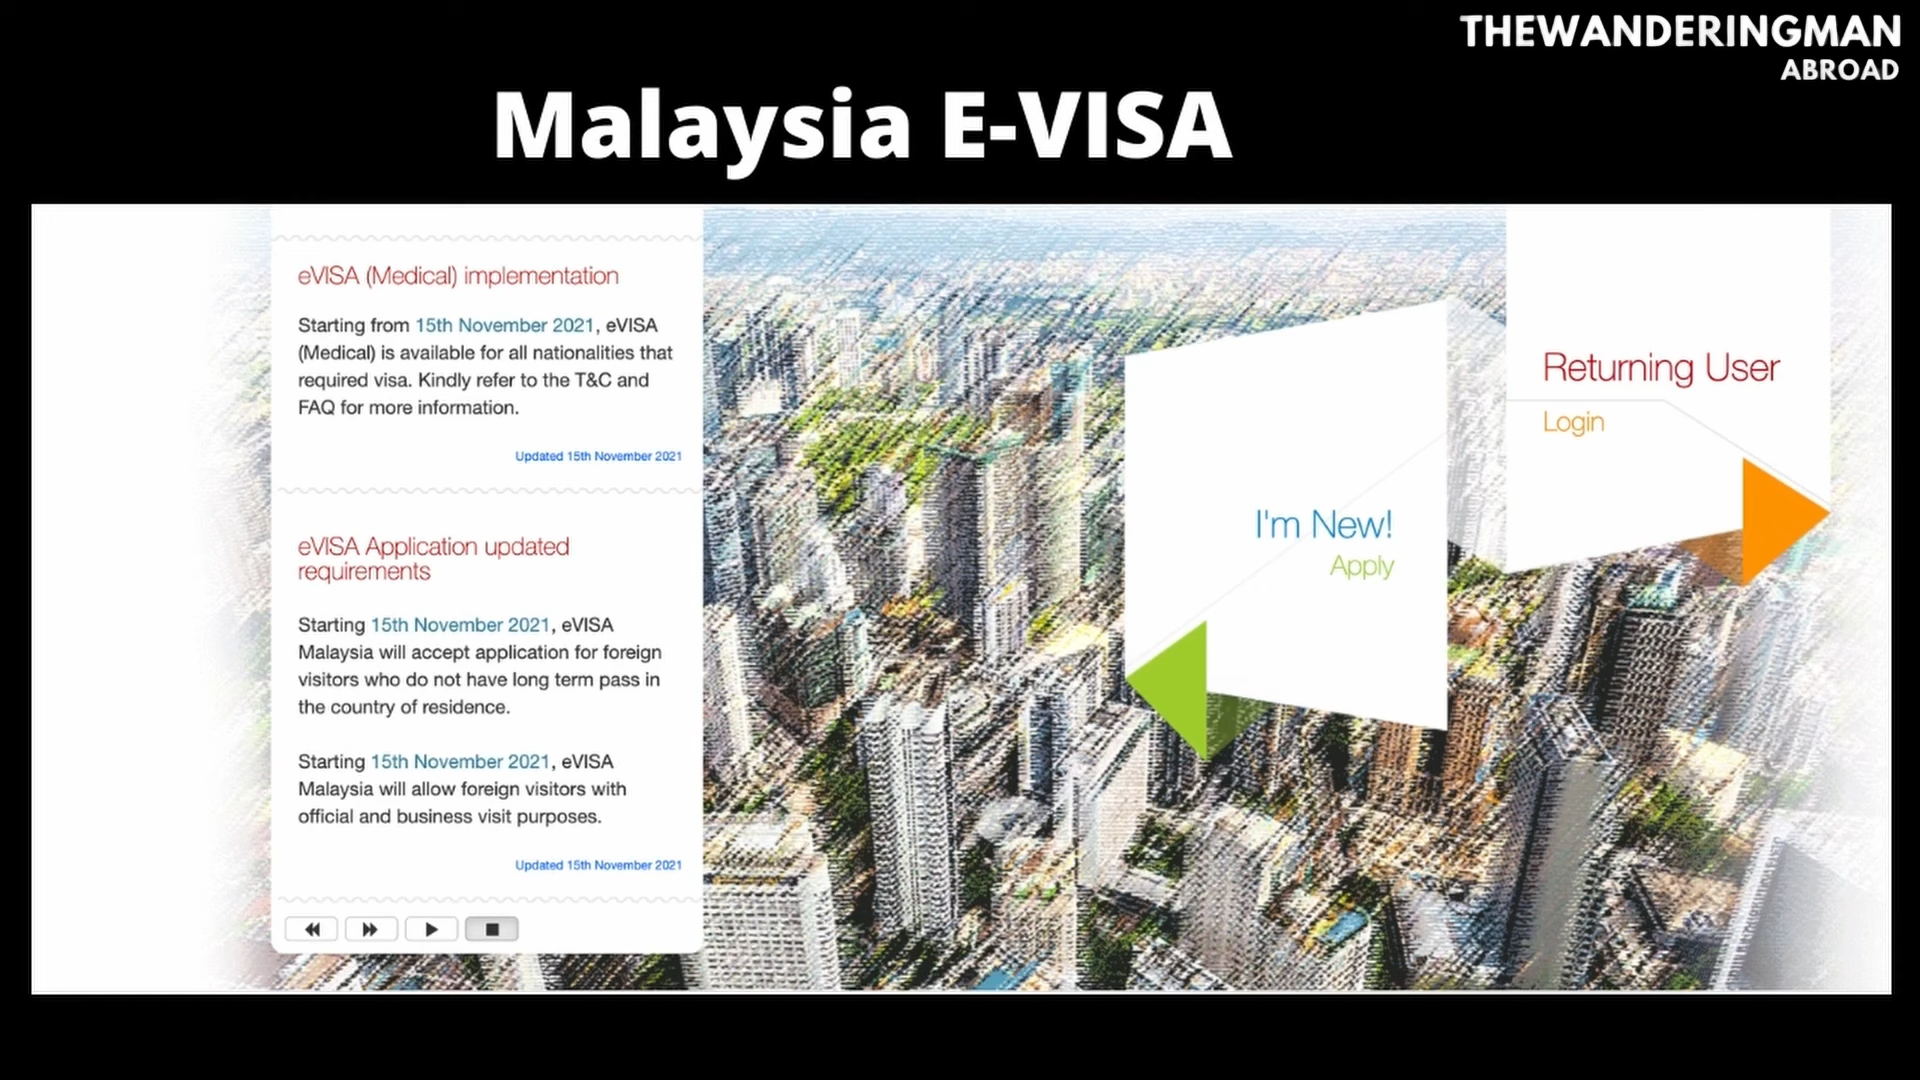 THEWANDERINGMAN
ABROAD
Malaysia E-VISA
eVISA (Medical) implementation
Starting from 15th November 2021, eVISA
(Medical) is available for all nationalities that
required visa. Kindly refer to the T&C and
FAQ for more information.
Updated 15th November 2021
eVISA Application updated
requirements
Starting 15th November 2021, eVISA
Malaysia will accept application for foreign
visitors who do not have long term pass in
the country of residence.
Starting 15th November 2021, eVISA
Malaysia will allow foreign visitors with
official and business visit purposes.
Updated 15th November 2021
I'm New!
Apply
Returning User
Login